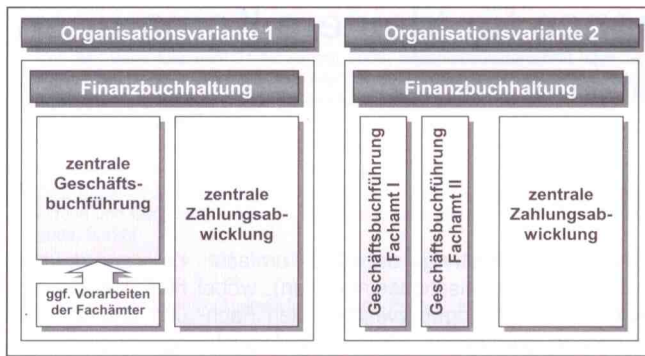 Organisationsvariante 1
Finanzbuchhaltung
zentrale
Geschäfts-
buchführung
zentrale
Zahlungsab-
wicklung
ggf. Vorarbeiten
der Fachämter
Organisationsvariante 2
Finanzbuchhaltung
Geschäftsbuchführung
Fachamt I
Geschäftsbuchführung
Fachamt II
zentrale
Zahlungsab-
wicklung